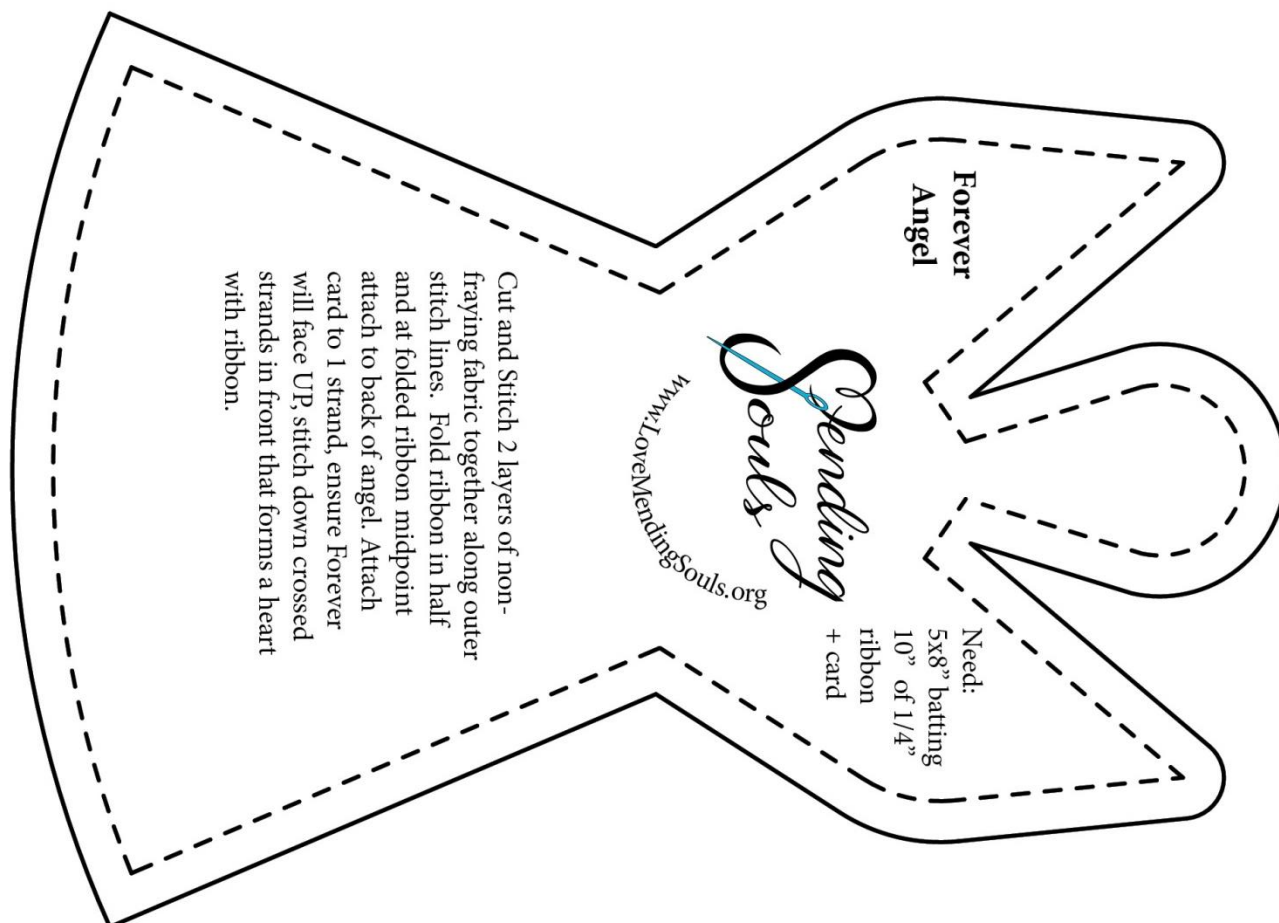 Forever
Angel
Mending
Souls
www.LoveMendingSouls.org
Need:
5x8” batting
10” of 1/4”
ribbon
+ card
Cut and Stitch 2 layers of non-
fraying fabric together along outer
stitch lines. Fold ribbon in half
and at folded ribbon midpoint
attach to back of angel. Attach
card to 1 strand, ensure Forever
will face UP, stitch down crossed
strands in front that forms a heart
with ribbon.